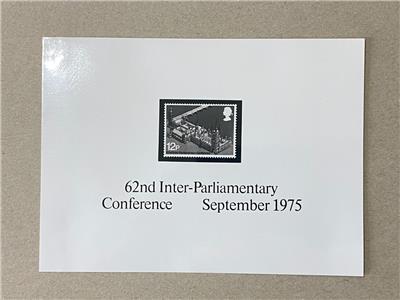 12p
62nd Inter-Parliamentary
Conference September 1975